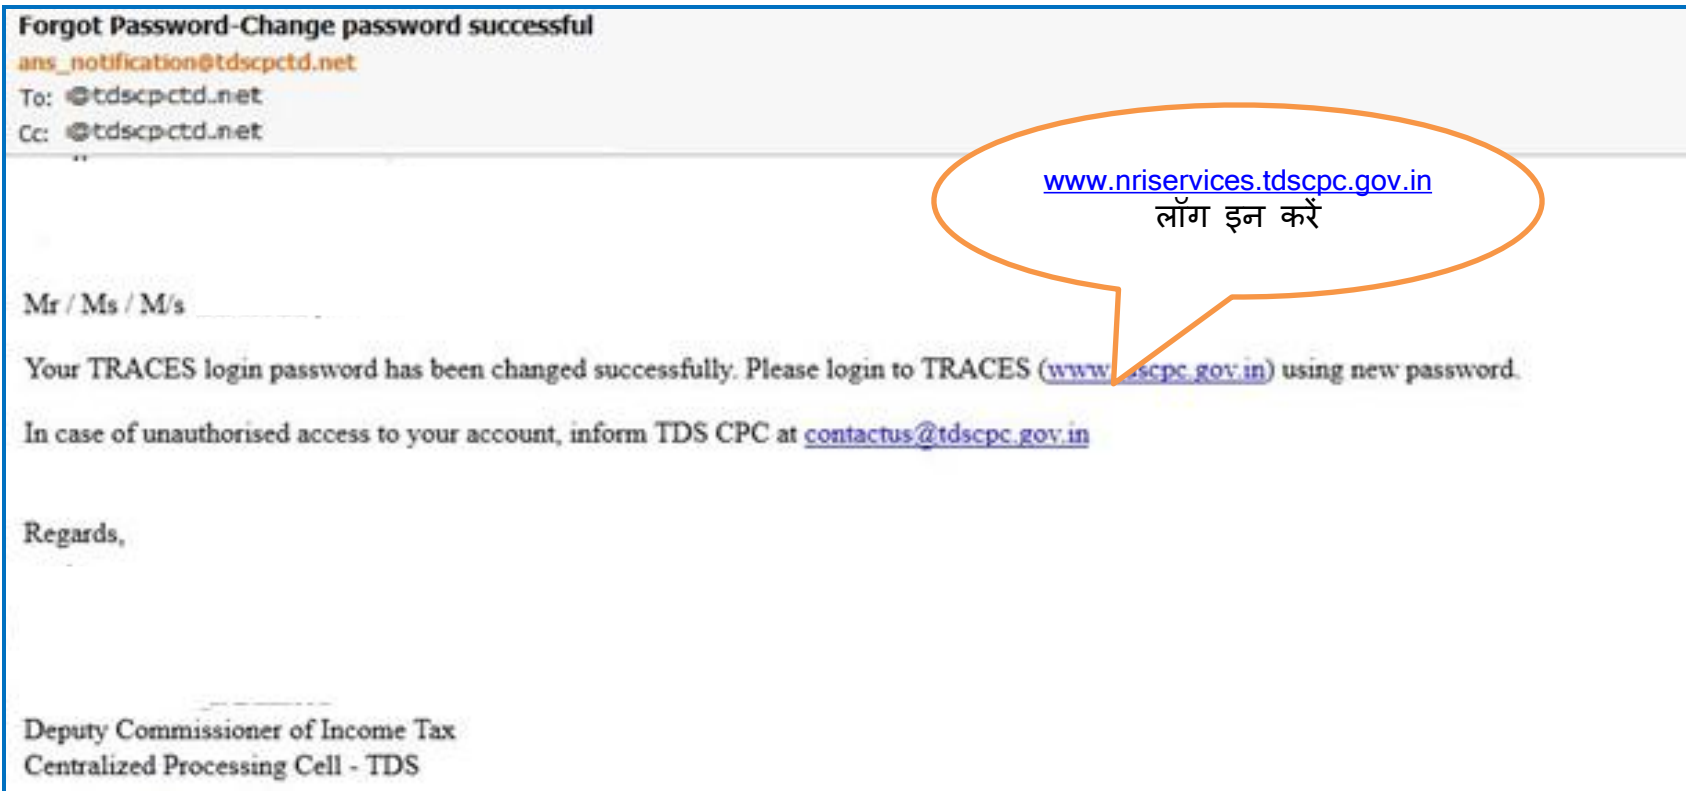 Forgot Password-Change password successful
ans_notification@tdscpctd.net
To: @tdscpctd.net
Cc: @tdscpctd.net
www.nriservices.tdscpc.gov.in
लॉग इन करें
Mr / Ms / M/s
Your TRACES login password has been changed successfully. Please login to TRACES (www.tdscpc.gov.in) using new password.
In case of unauthorised access to your account, inform TDS CPC at contactus@tdscpc.gov.in
Regards,
Deputy Commissioner of Income Tax
Centralized Processing Cell - TDS